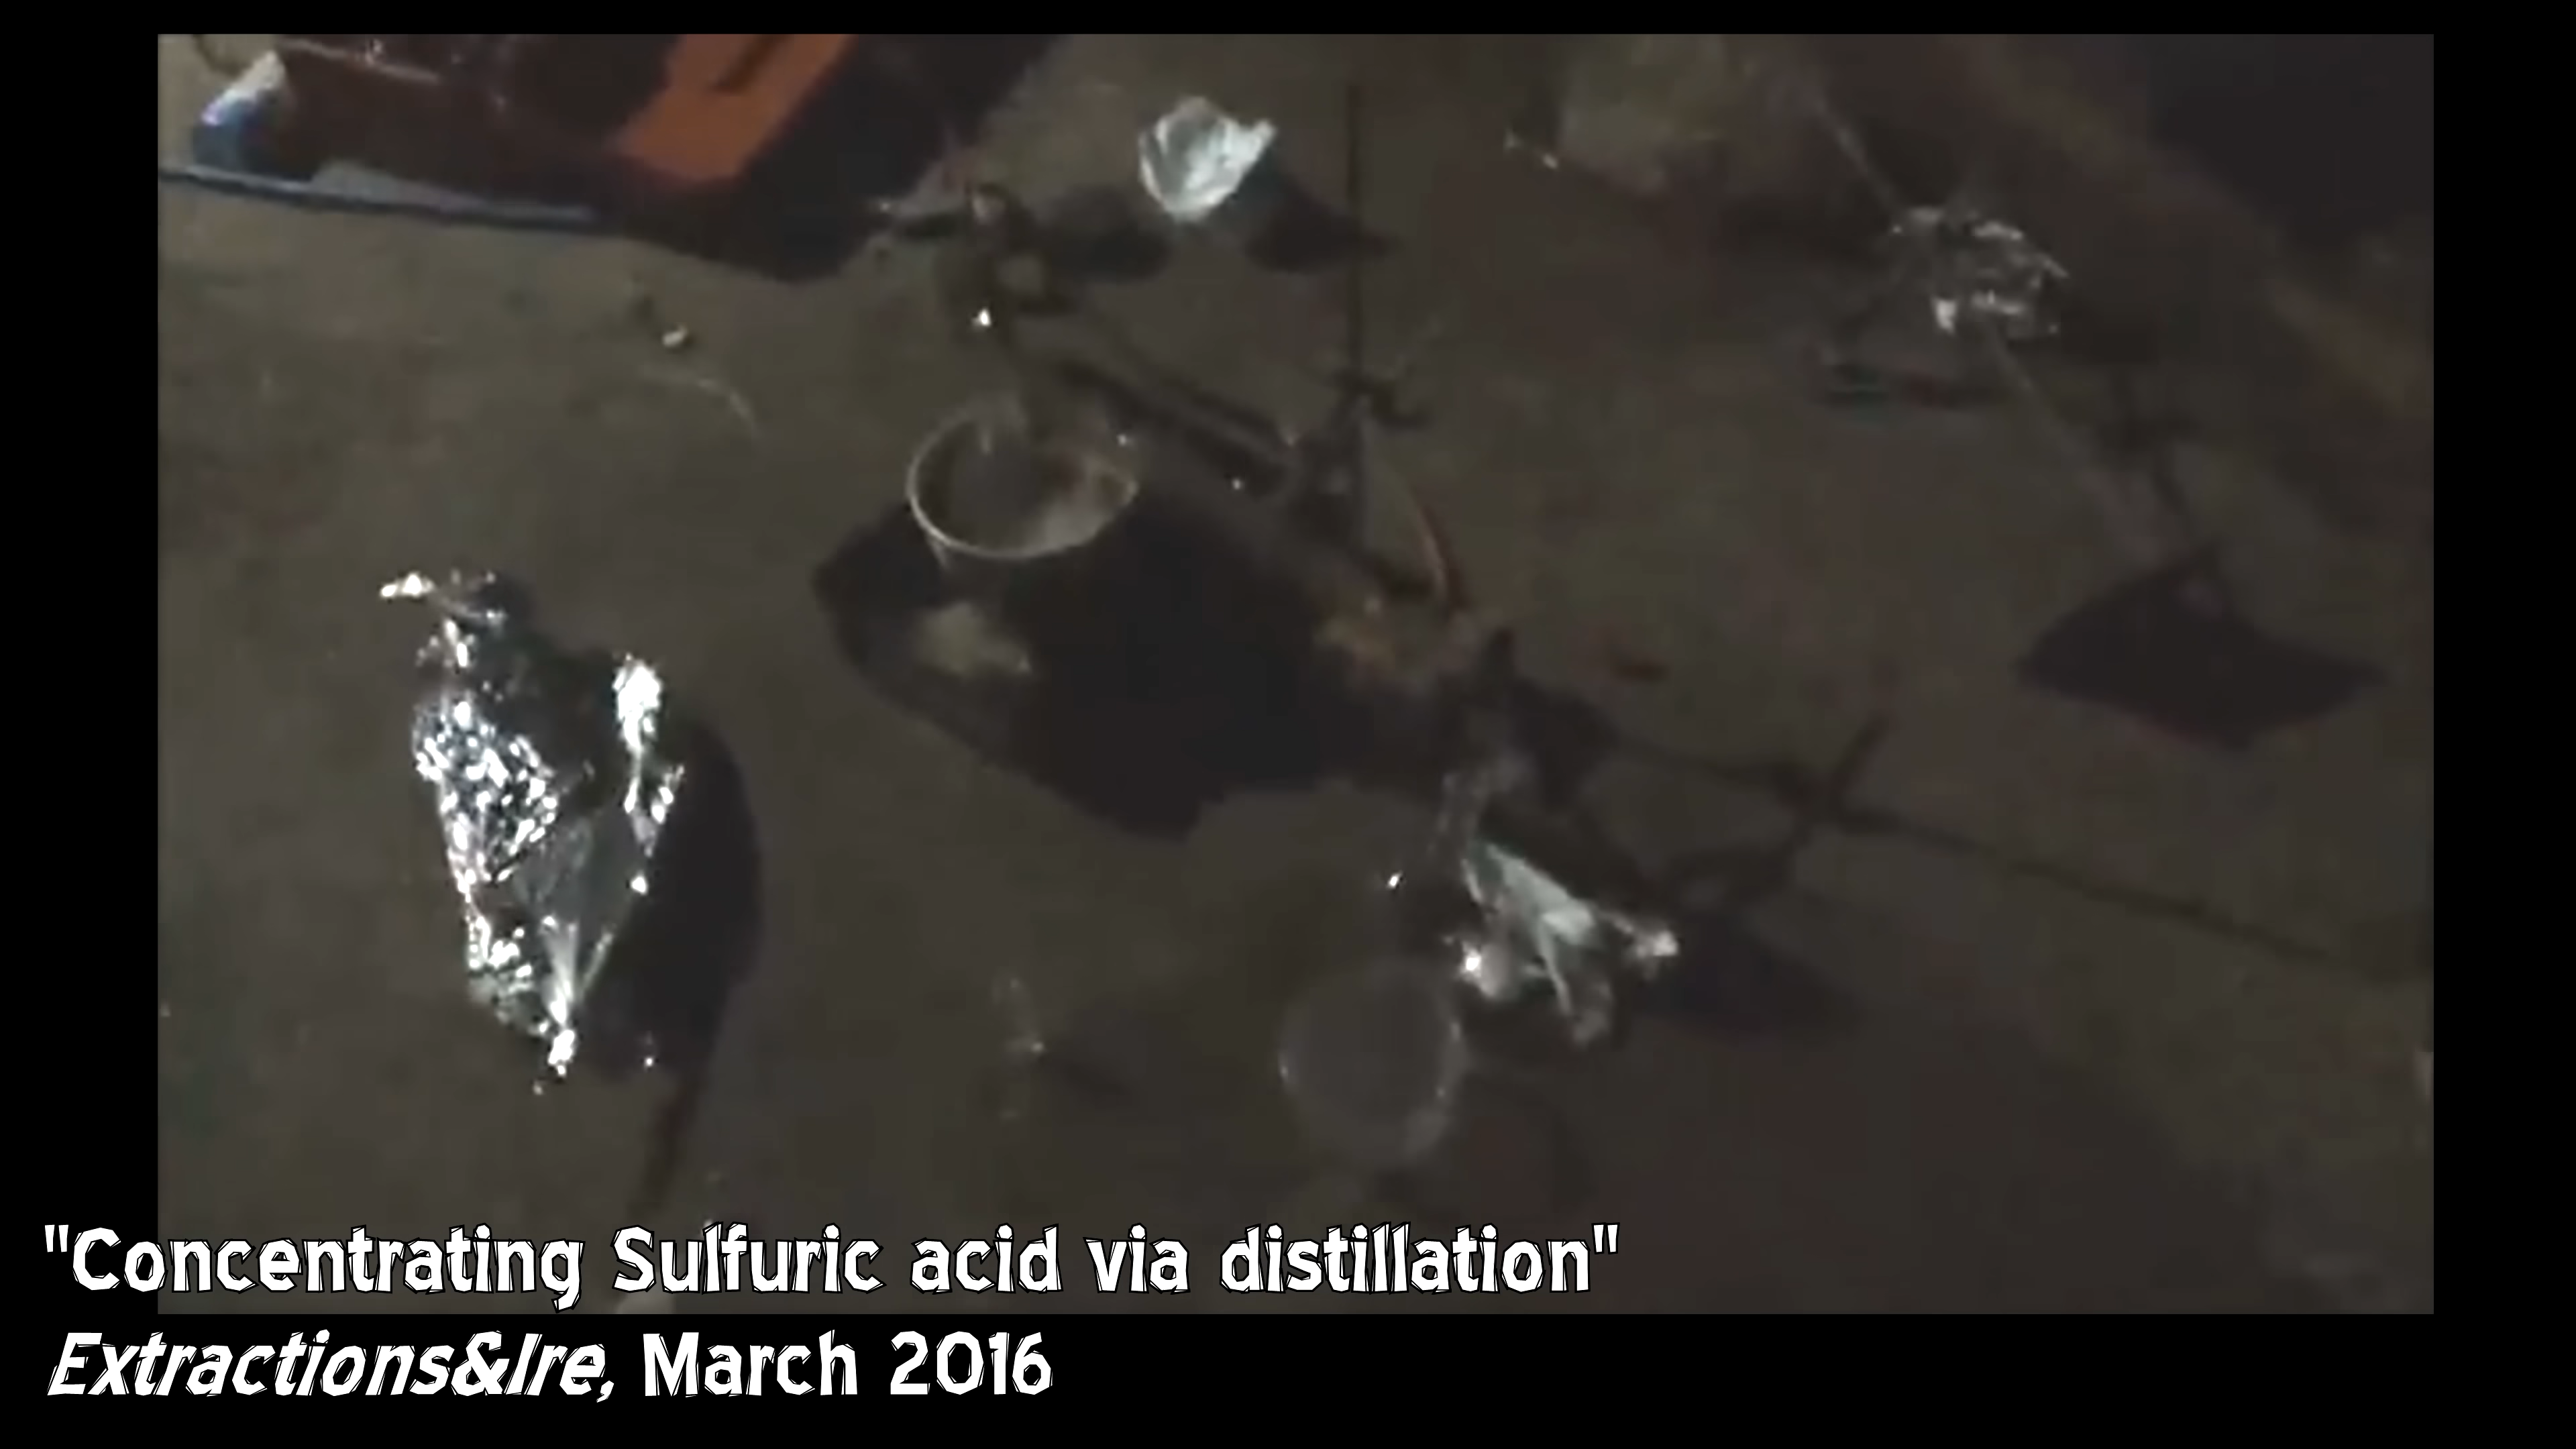 "Concentrating Sulfuric acid via distillation"
Extractions&Ire, March 2016